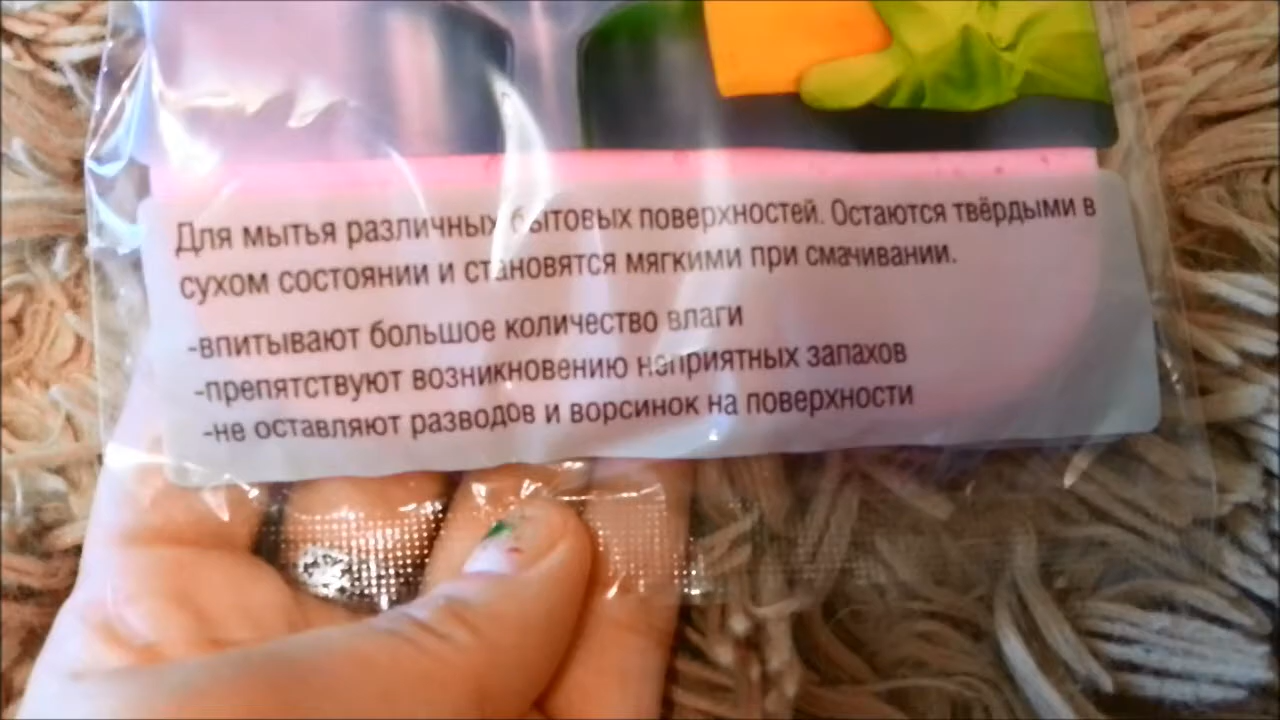 Для мытья различных бытовых поверхностей. Остаются твёрдыми в
сухом состоянии и становятся мягкими при смачивании.
-впитывают большое количество влаги
-препятствуют возникновению неприятных запахов
-не оставляют разводов и ворсинок на поверхности